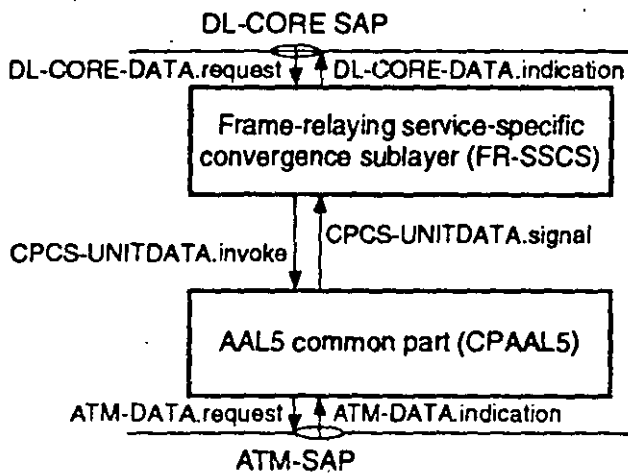 DL-CORE SAP
DL-CORE-DATA.request
DL-CORE-DATA.indication
Frame-relaying service-specific
convergence sublayer (FR-SSCS)
CPCS-UNITDATA.signal
CPCS-UNITDATA.invoke
AAL5 common part (CPAAL5)
ATM-DATA.request
ATM-DATA.indication
ATM-SAP